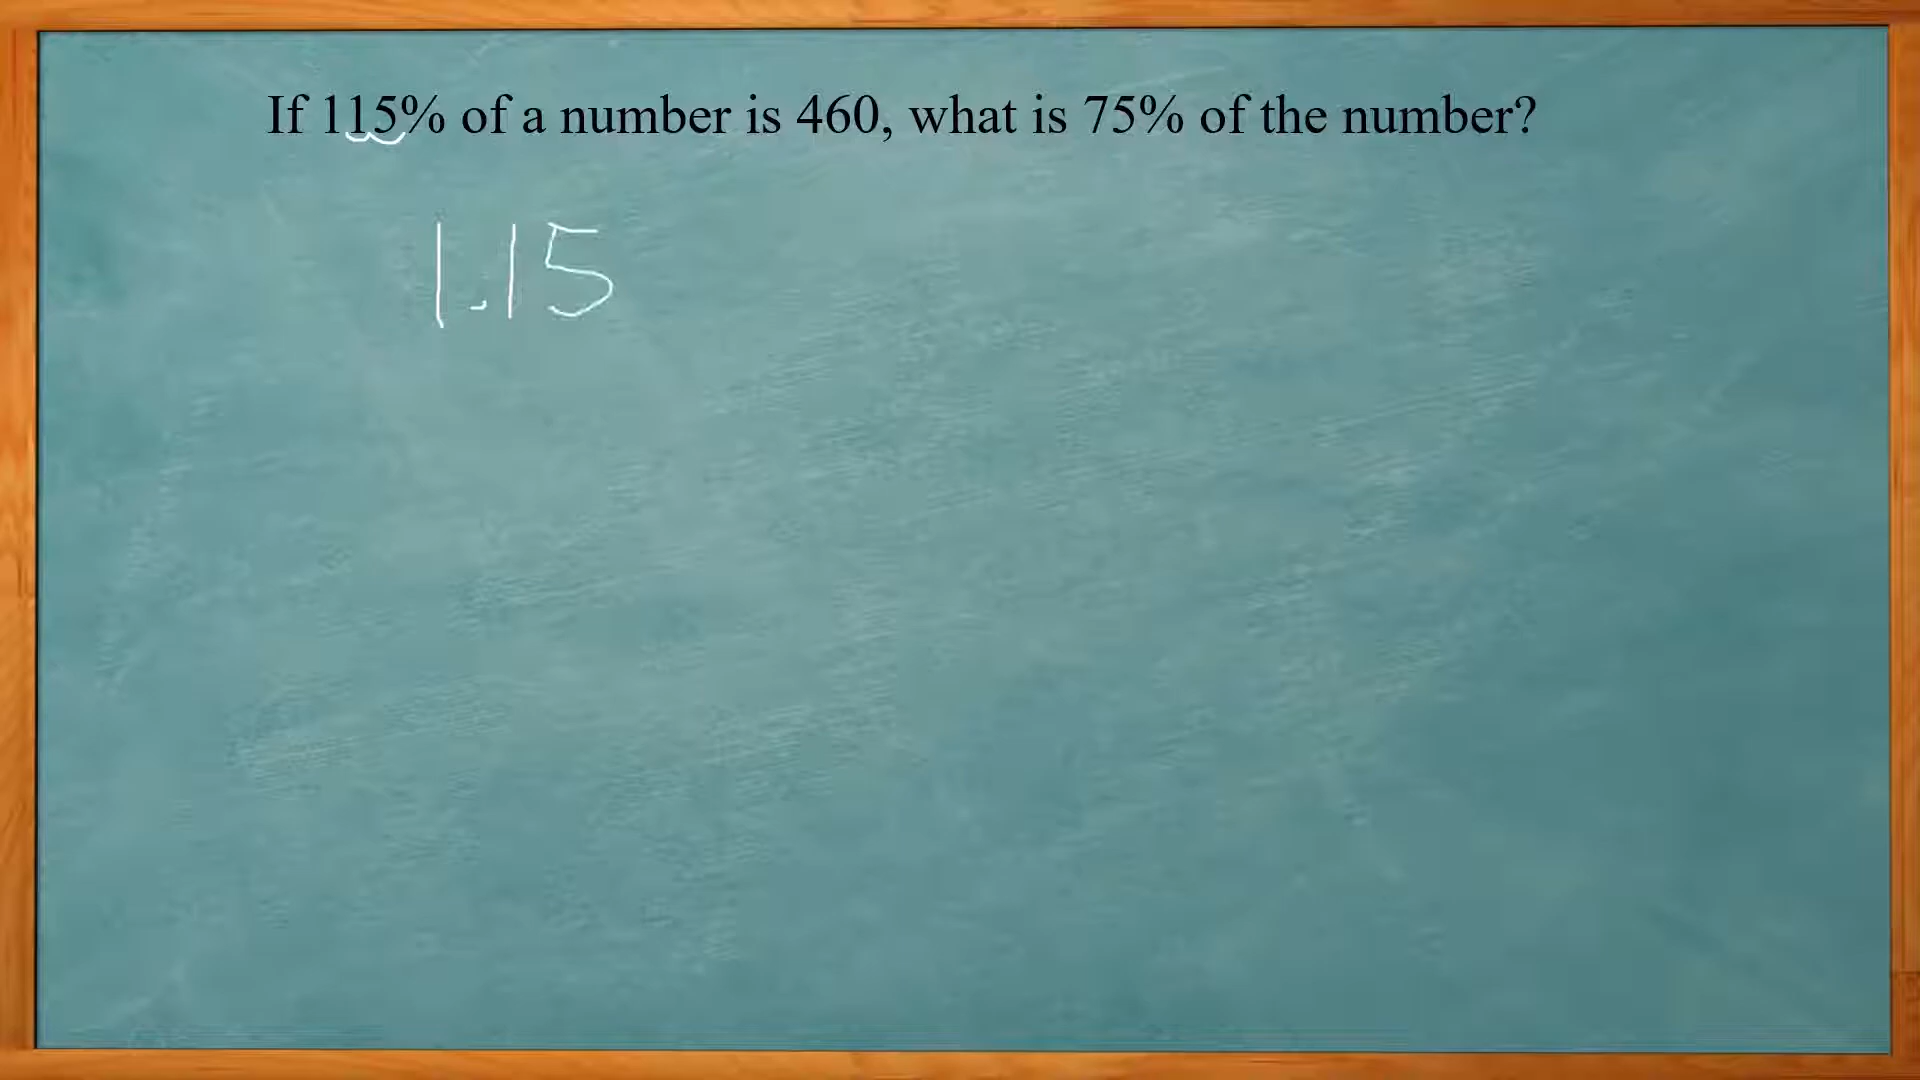 If 115% of a number is 460, what is 75% of the number?
1.15